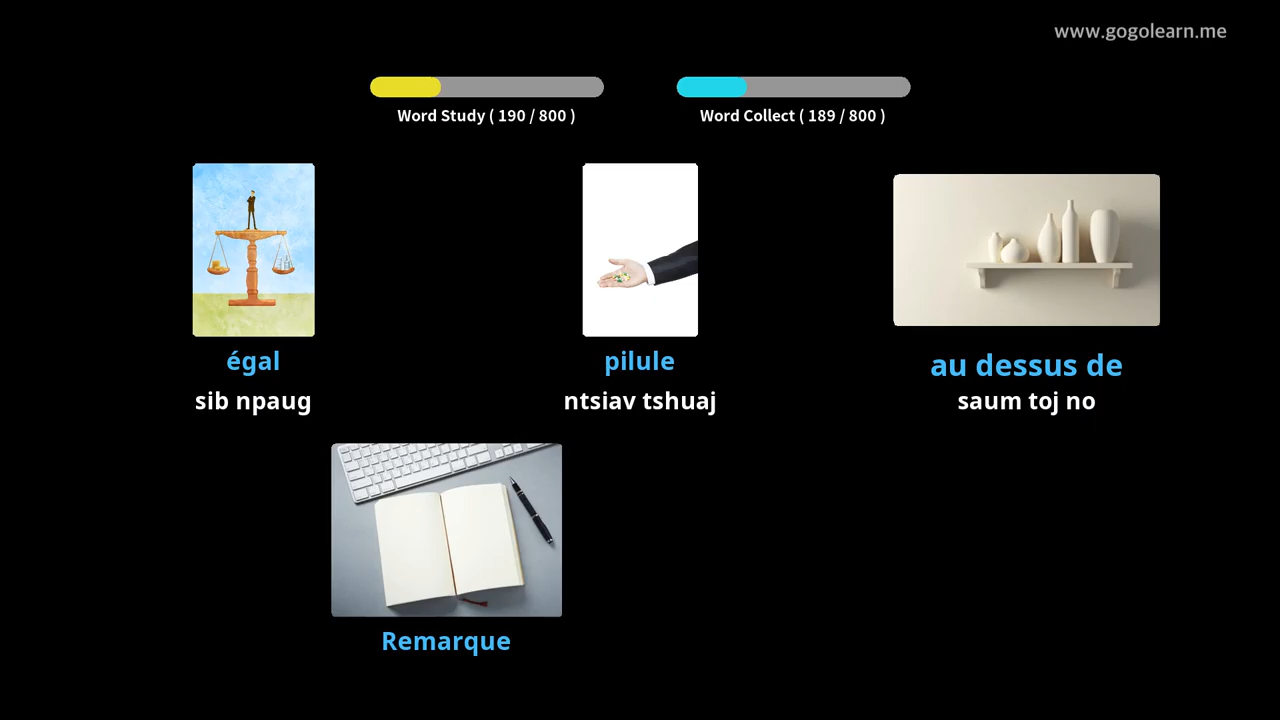 www.gogolearn.me
Word Study ( 190 / 800 )
Word Collect ( 189 / 800 )
égal
sib npaug
pilule
ntsiav tshuaj
au dessus de
saum toj no
Remarque